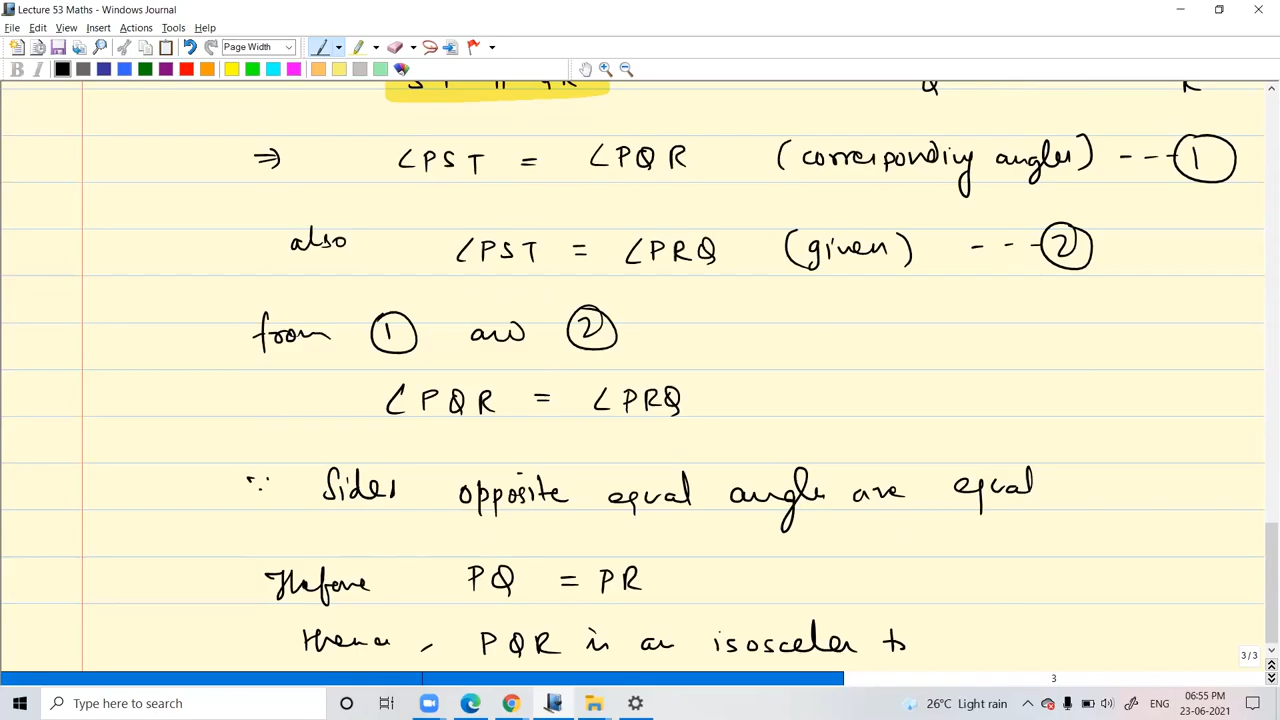 Lecture 53 Maths - Windows Journal
File Edit View Insert Actions Tools Help
Page Width
B I
ST || QR Q R
⇒ ∠PST = ∠PQR (corresponding angles) ---①
also ∠PST = ∠PRQ (given) ---②
from ① and ②
∠PQR = ∠PRQ
∵ Sides opposite equal angles are equal
Therefore PQ = PR
Hence, PQR is an isosceles
3/3
3
Type here to search
26°C Light rain
ENG
06:55 PM
23-06-2021